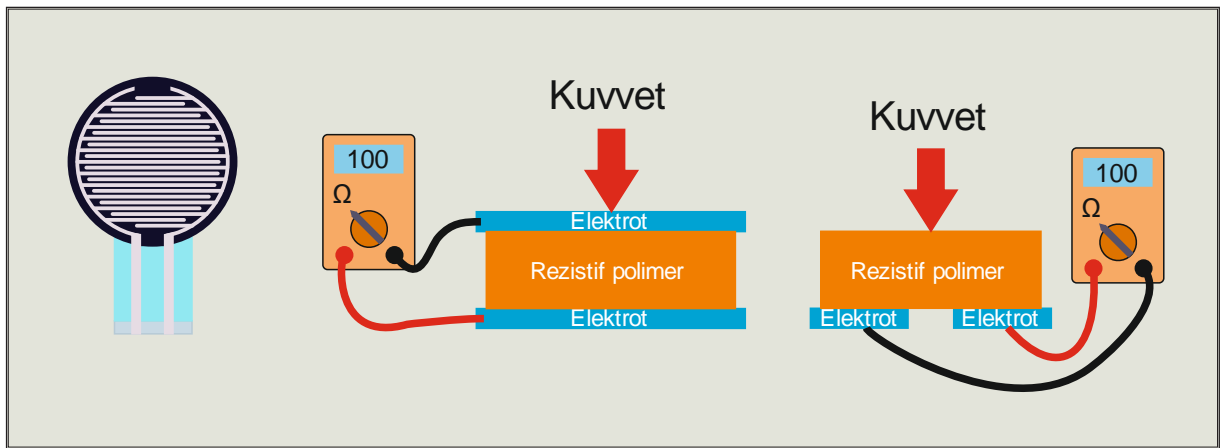 Kuvvet
100
Ω
Elektrot
Rezistif polimer
Elektrot
Kuvvet
100
Ω
Rezistif polimer
Elektrot
Elektrot